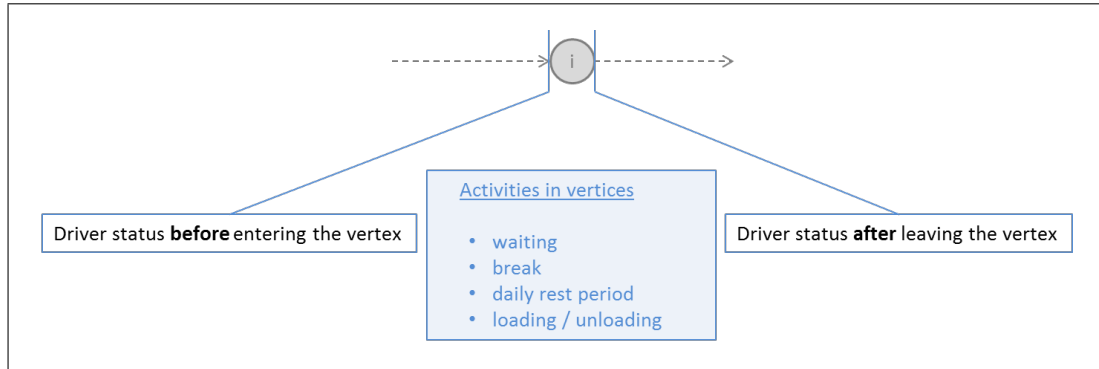 i
Activities in vertices
Driver status before entering the vertex
• waiting
• break
• daily rest period
• loading / unloading
Driver status after leaving the vertex